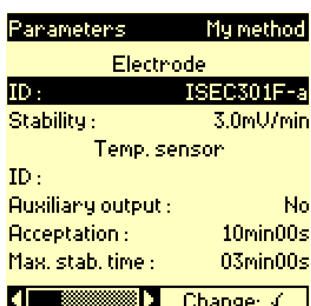 Parameters My method
Electrode
ID : ISEC301F-a
Stability : 3.0mV/min
Temp. sensor
ID :
Auxiliary output : No
Acceptation : 10min00s
Max. stab. time : 03min00s
Change: √